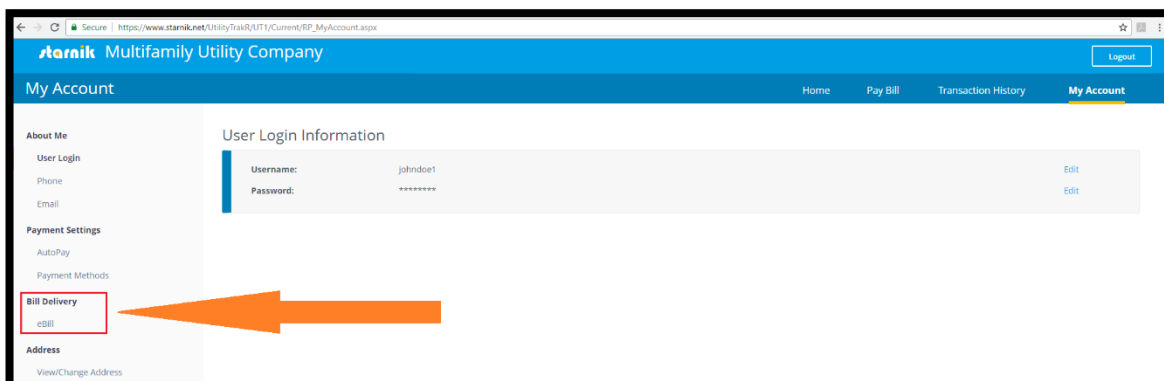 Secure | https://www.starnik.net/UtilityTrakR/UT1/Current/RP_MyAccount.aspx
starnik Multifamily Utility Company
Logout
My Account
Home Pay Bill Transaction History My Account
About Me
User Login
Phone
Email
Payment Settings
AutoPay
Payment Methods
Bill Delivery
eBill
Address
View/Change Address
User Login Information
Username: johndoe1 Edit
Password: ******** Edit